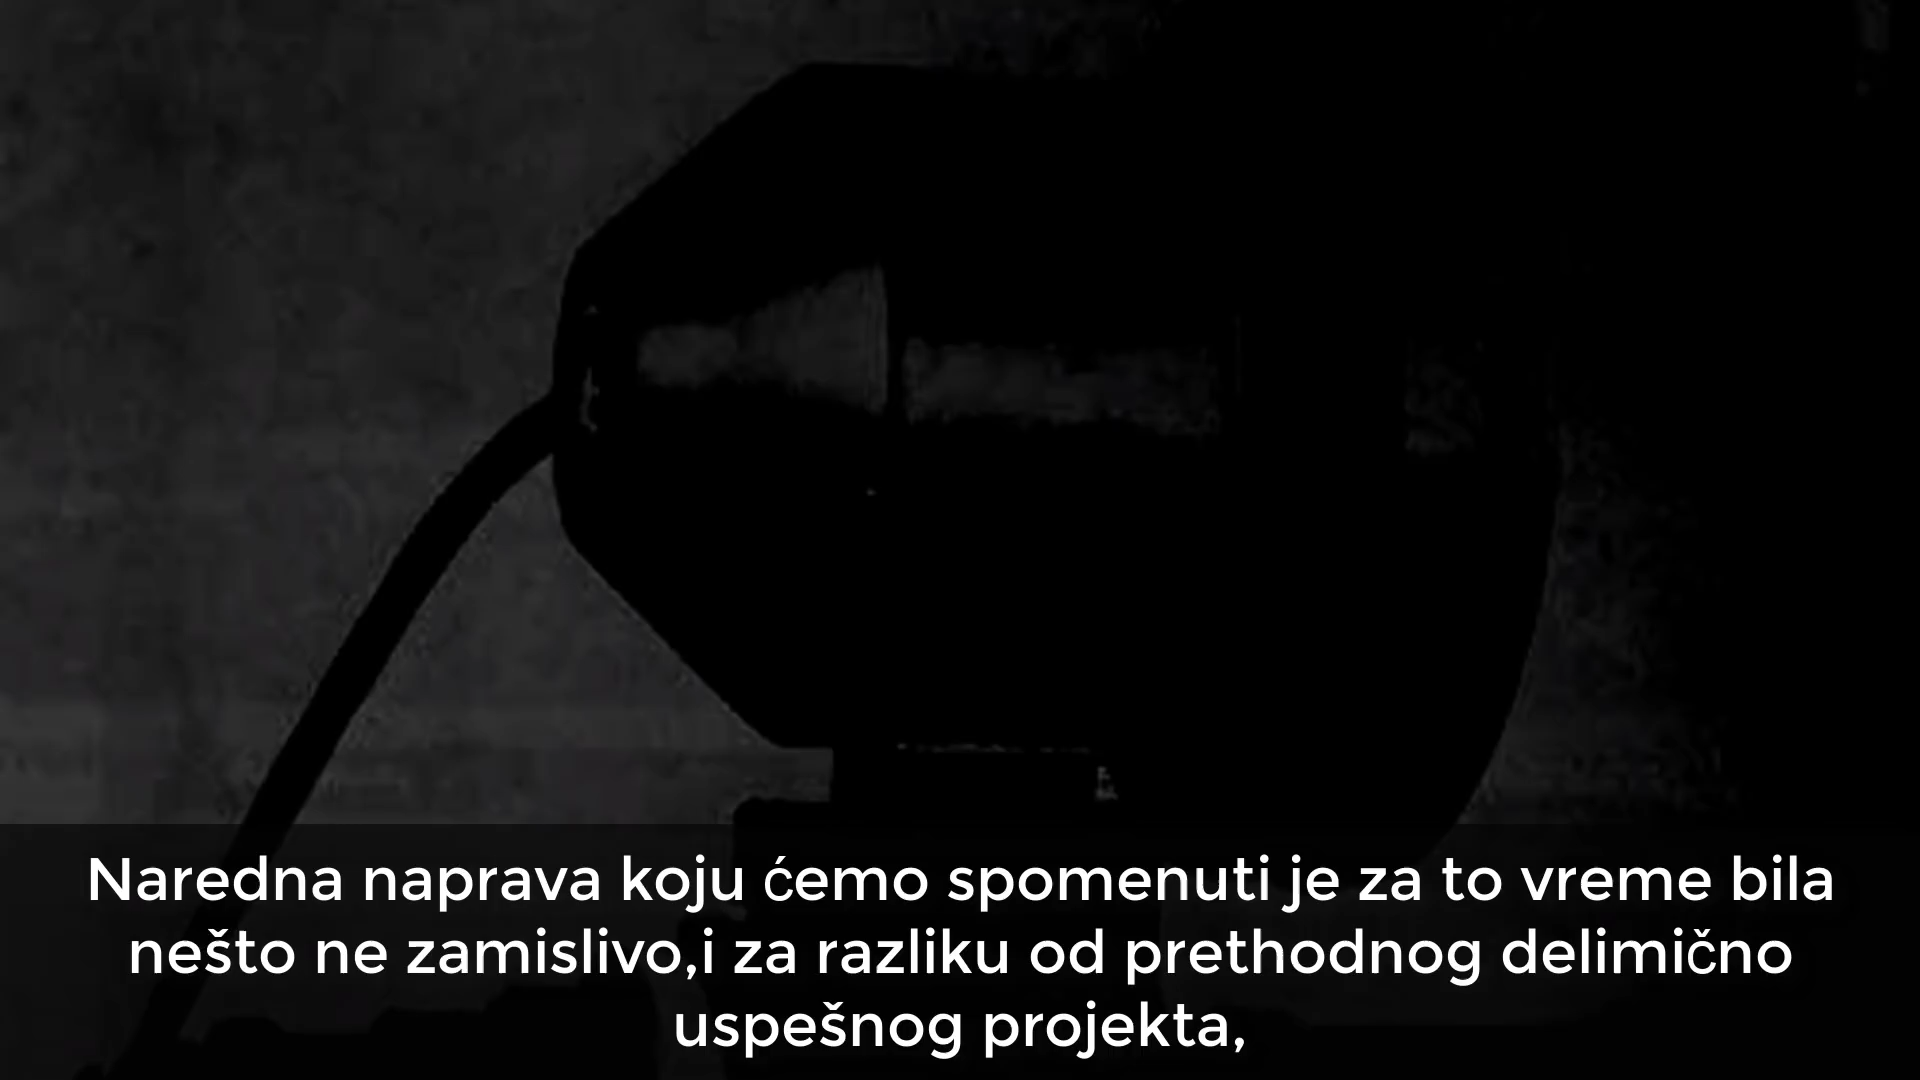 Naredna naprava koju ćemo spomenuti je za to vreme bila
nešto ne zamislivo,i za razliku od prethodnog delimično
uspešnog projekta,